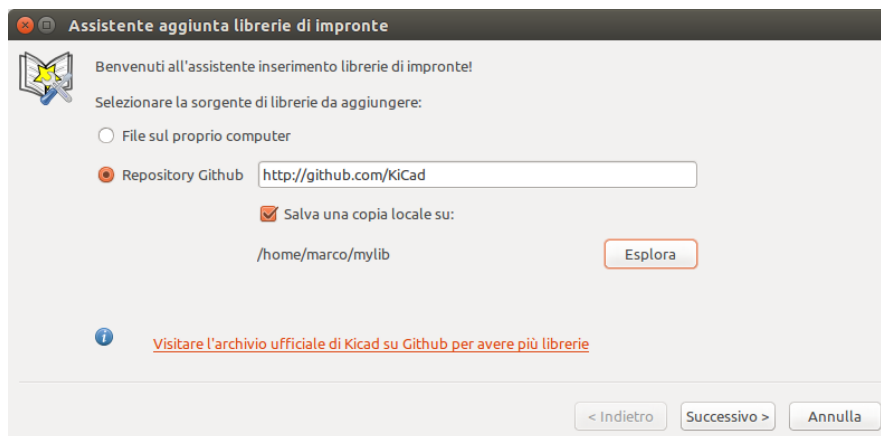 Assistente aggiunta librerie di impronte
Benvenuti all'assistente inserimento librerie di impronte!
Selezionare la sorgente di librerie da aggiungere:
File sul proprio computer
Repository Github http://github.com/KiCad
Salva una copia locale su:
/home/marco/mylib Esplora
Visitare l'archivio ufficiale di Kicad su Github per avere più librerie
< Indietro Successivo > Annulla